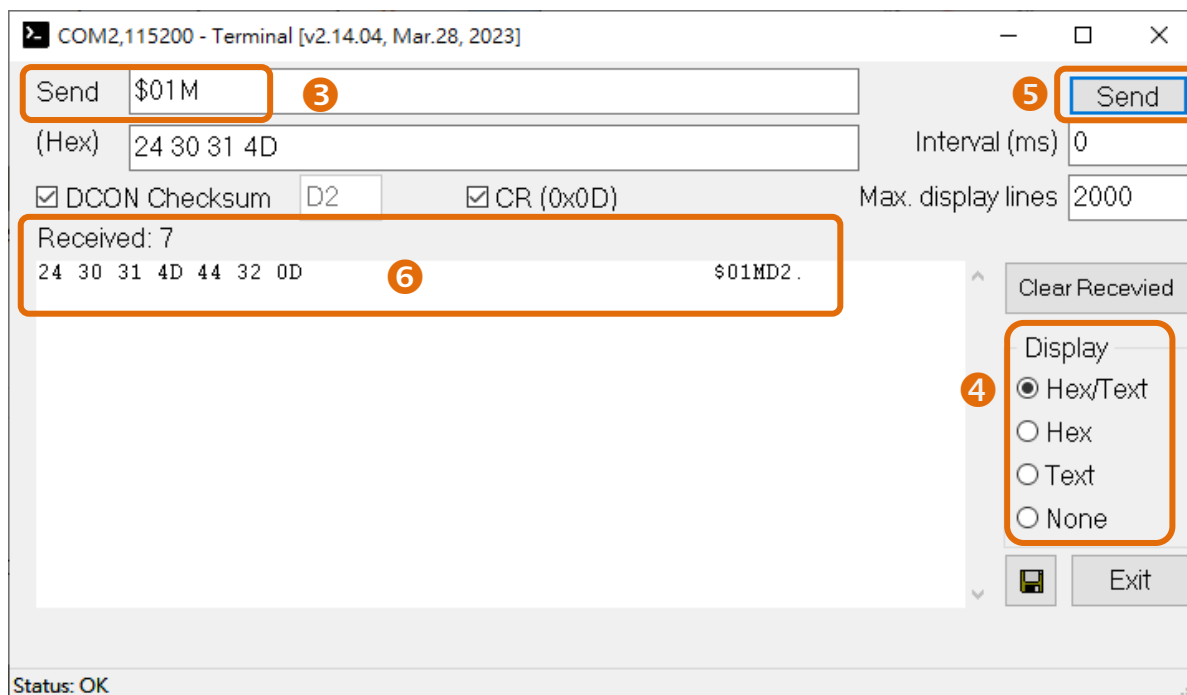 COM2,115200 - Terminal [v2.14.04, Mar.28, 2023]
Send $01M 3 5 Send
(Hex) 24 30 31 4D Interval (ms) 0
DCON Checksum D2 CR (0x0D) Max. display lines 2000
Received: 7
24 30 31 4D 44 32 0D 6 $01MD2.
Clear Recevied
Display
4 Hex/Text
Hex
Text
None
Exit
Status: OK